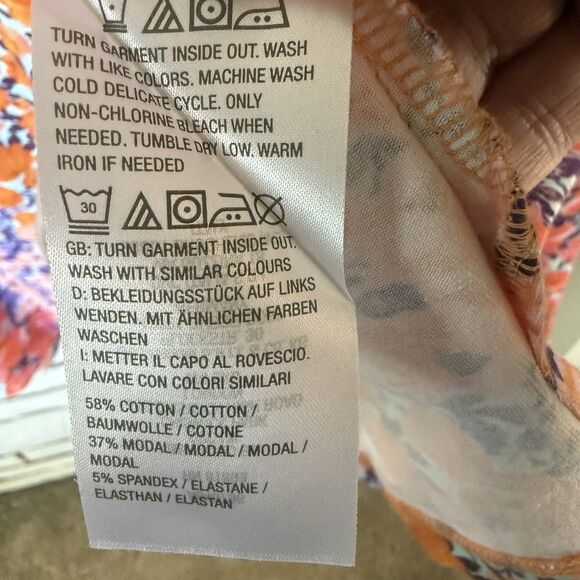 TURN GARMENT INSIDE OUT. WASH
WITH LIKE COLORS. MACHINE WASH
COLD DELICATE CYCLE. ONLY
NON-CHLORINE BLEACH WHEN
NEEDED. TUMBLE DRY LOW. WARM
IRON IF NEEDED
30
GB: TURN GARMENT INSIDE OUT.
WASH WITH SIMILAR COLOURS
D: BEKLEIDUNGSSTÜCK AUF LINKS
WENDEN. MIT ÄHNLICHEN FARBEN
WASCHEN
I: METTER IL CAPO AL ROVESCIO.
LAVARE CON COLORI SIMILARI
58% COTTON / COTTON /
BAUMWOLLE / COTONE
37% MODAL / MODAL / MODAL /
MODAL
5% SPANDEX / ELASTANE /
ELASTHAN / ELASTAN